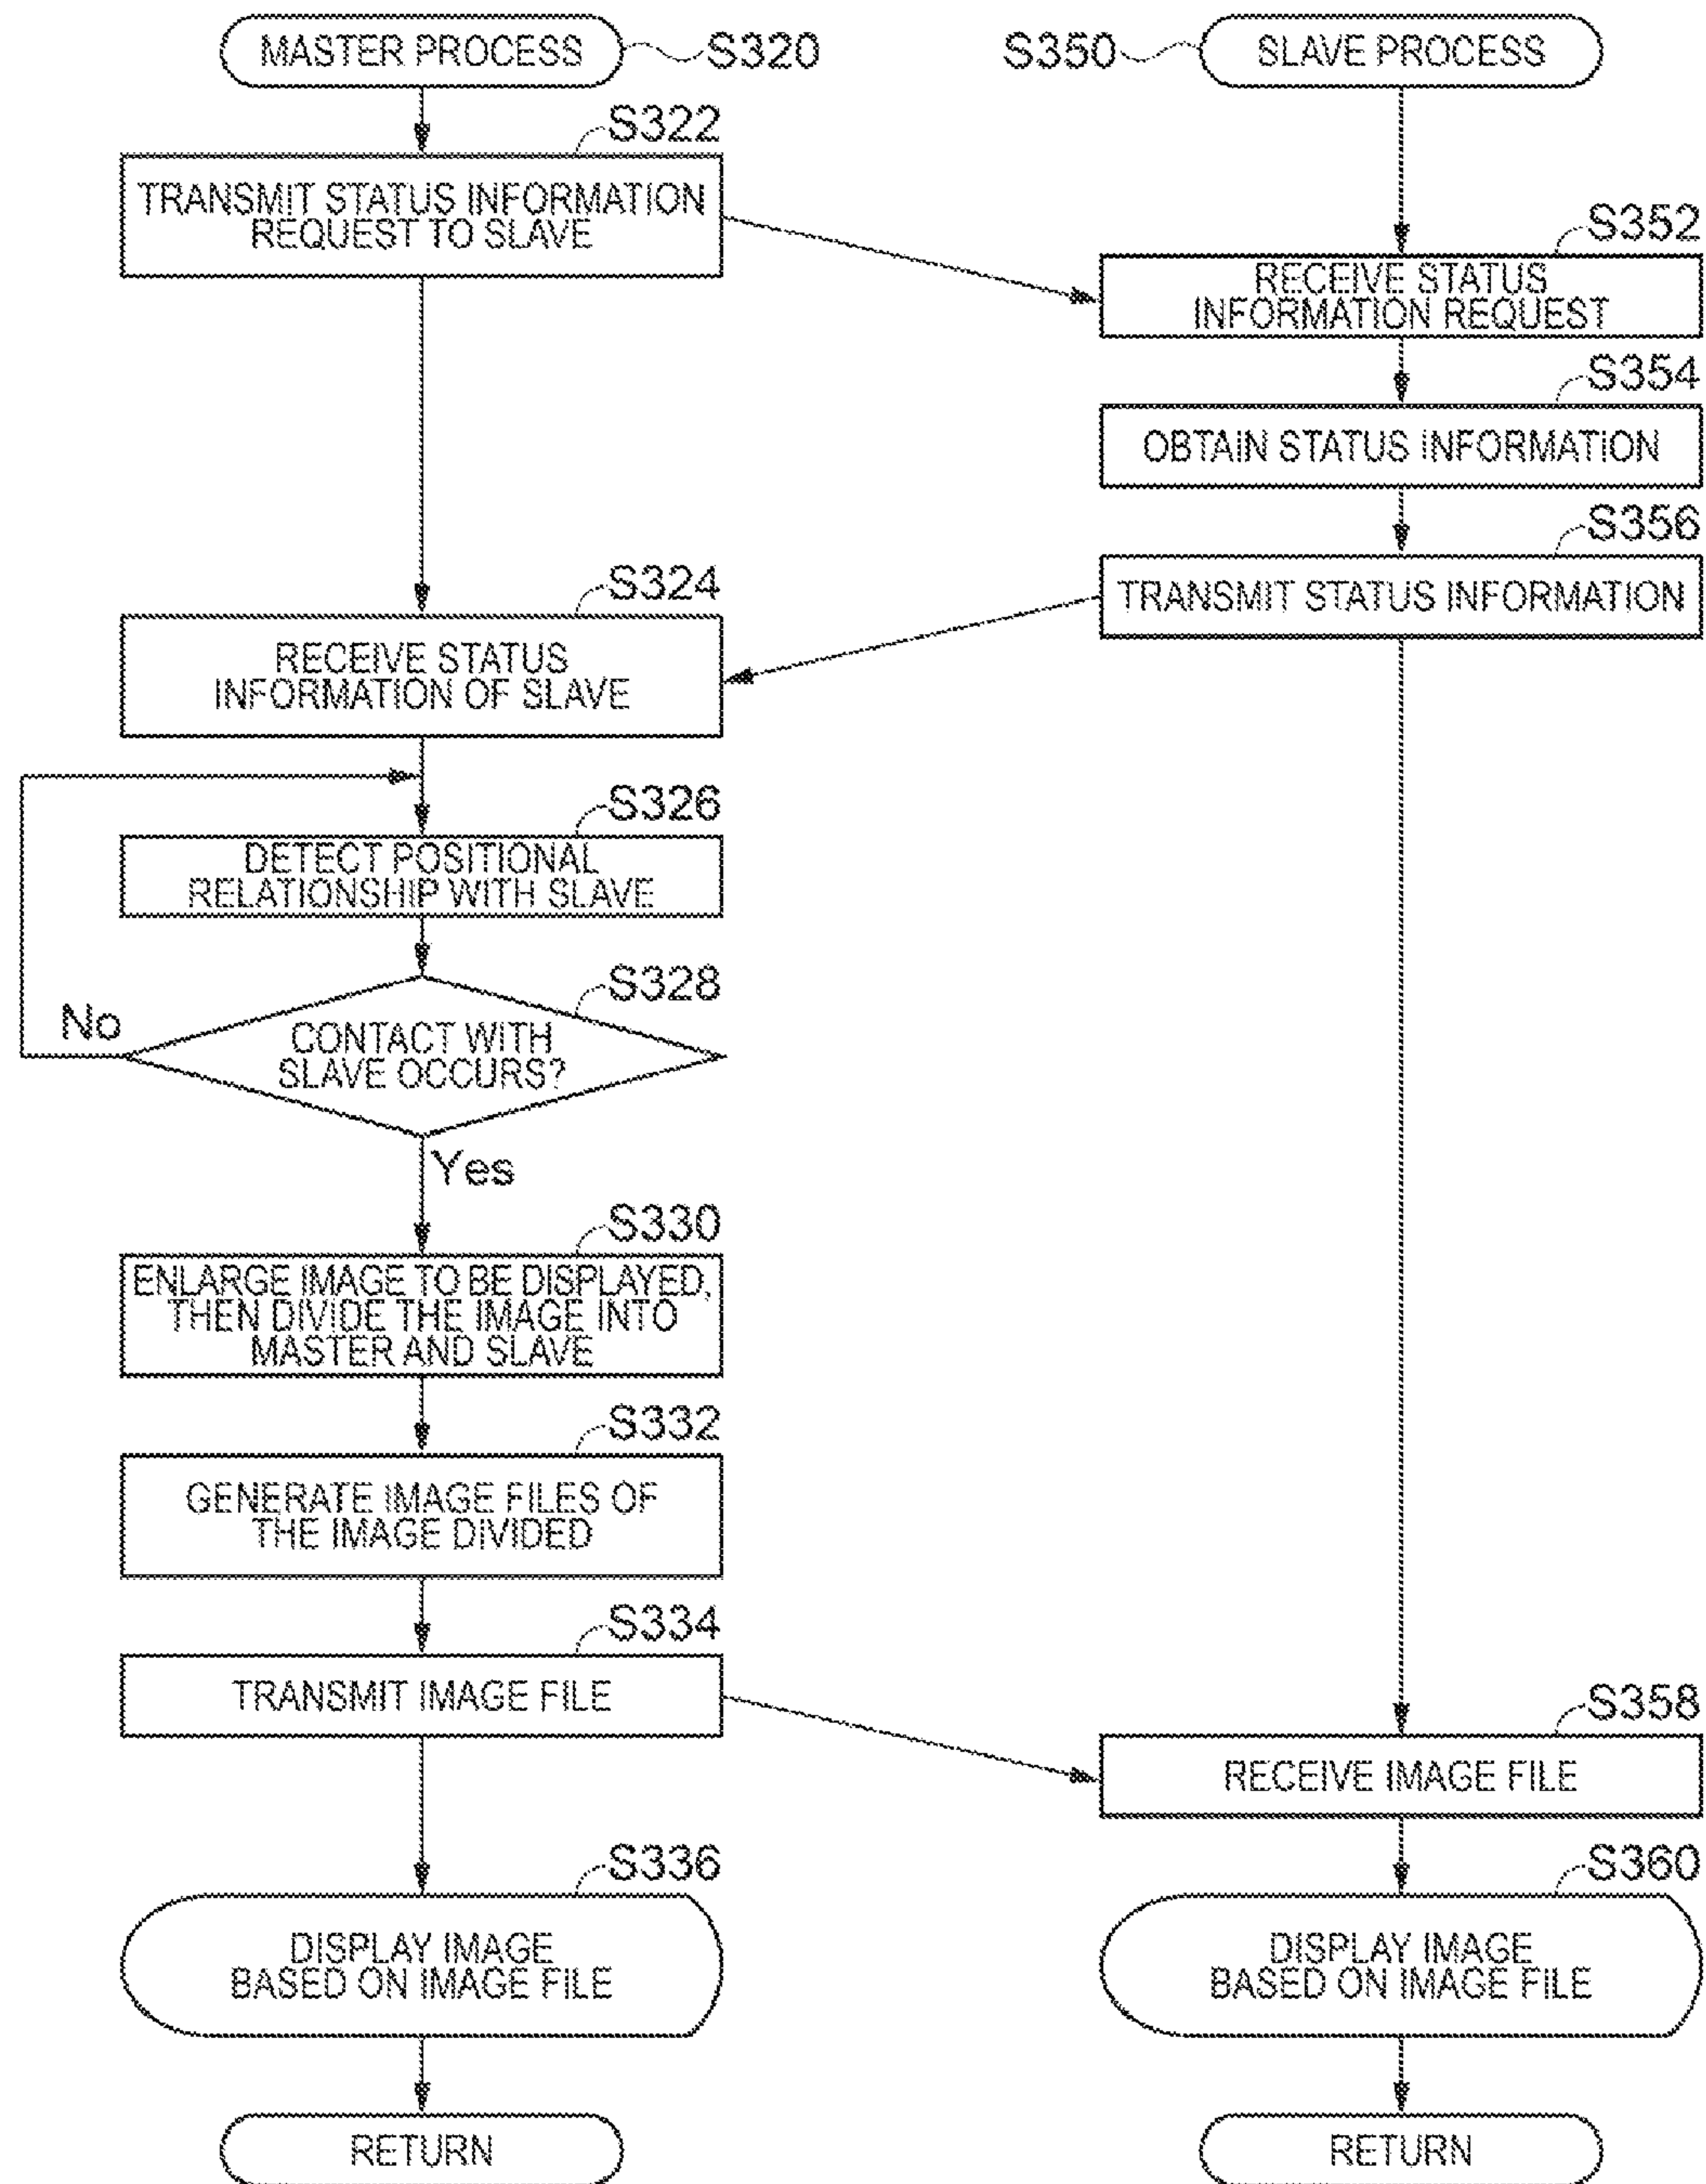 MASTER PROCESS
S320
S322
TRANSMIT STATUS INFORMATION
REQUEST TO SLAVE
S324
RECEIVE STATUS
INFORMATION OF SLAVE
S326
DETECT POSITIONAL
RELATIONSHIP WITH SLAVE
S328
CONTACT WITH
SLAVE OCCURS?
No
Yes
S330
ENLARGE IMAGE TO BE DISPLAYED,
THEN DIVIDE THE IMAGE INTO
MASTER AND SLAVE
S332
GENERATE IMAGE FILES OF
THE IMAGE DIVIDED
S334
TRANSMIT IMAGE FILE
S336
DISPLAY IMAGE
BASED ON IMAGE FILE
RETURN
S350
SLAVE PROCESS
S352
RECEIVE STATUS
INFORMATION REQUEST
S354
OBTAIN STATUS INFORMATION
S356
TRANSMIT STATUS INFORMATION
S358
RECEIVE IMAGE FILE
S360
DISPLAY IMAGE
BASED ON IMAGE FILE
RETURN